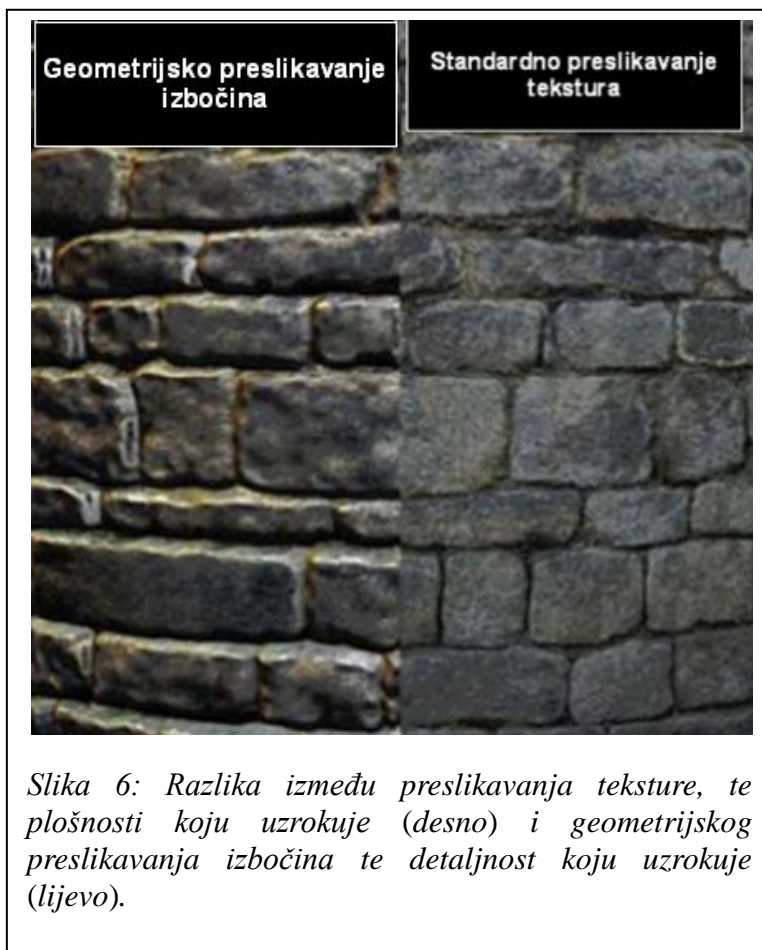 Geometrijsko preslikavanje
izbočina
Standardno preslikavanje
tekstura
Slika 6: Razlika između preslikavanja teksture, te
plošnosti koju uzrokuje (desno) i geometrijskog
preslikavanja izbočina te detaljnost koju uzrokuje
(lijevo).